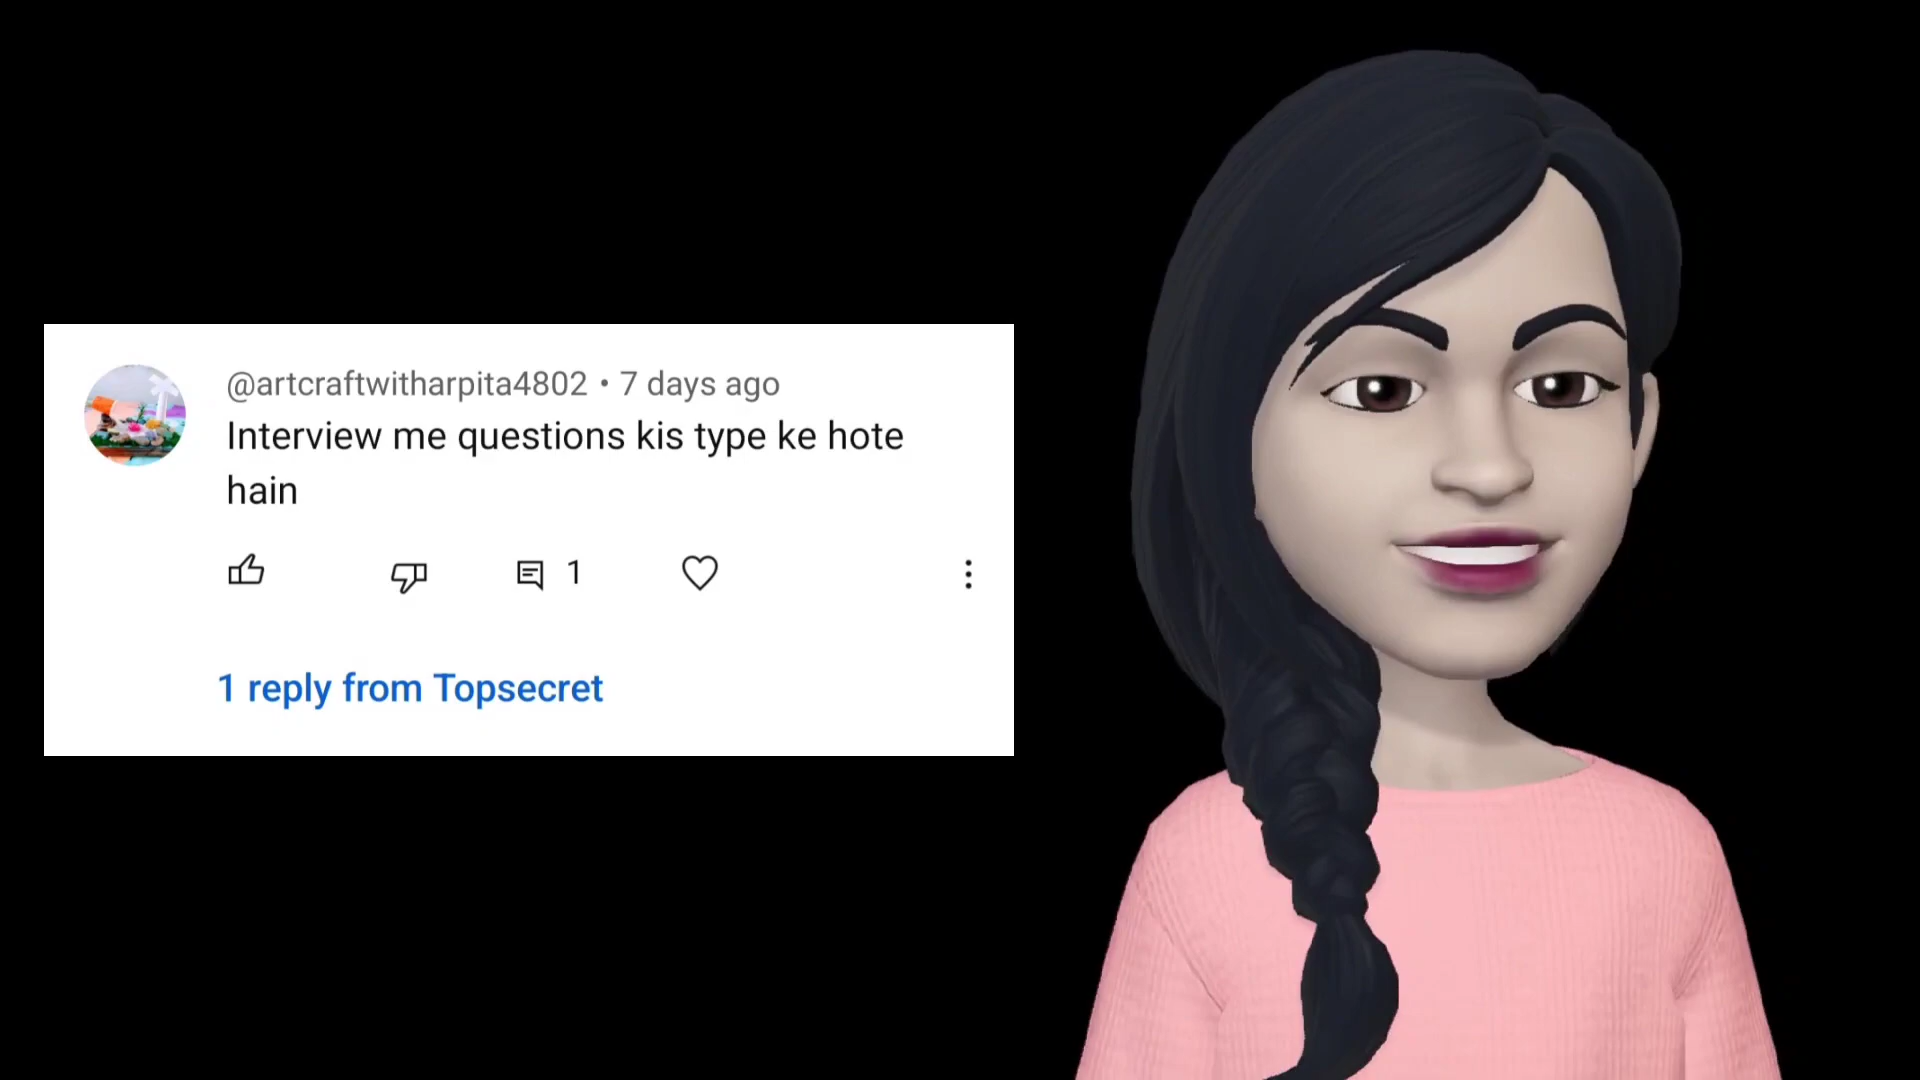 @artcraftwitharpita4802 • 7 days ago
Interview me questions kis type ke hote
hain
1
1 reply from Topsecret